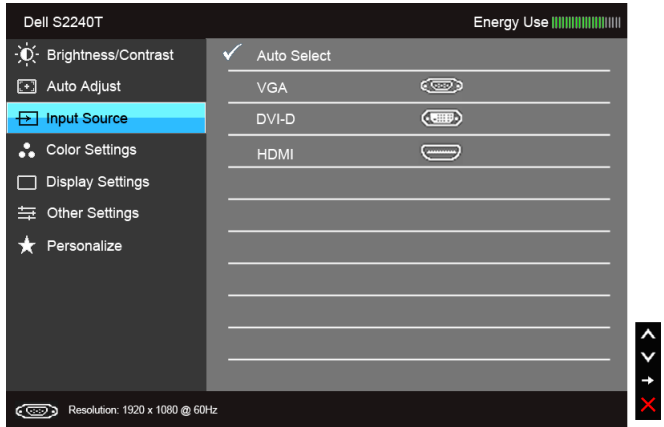 Dell S2240T
Energy Use
Brightness/Contrast
Auto Adjust
Input Source
Color Settings
Display Settings
Other Settings
Personalize
Auto Select
VGA
DVI-D
HDMI
Resolution: 1920 x 1080 @ 60Hz